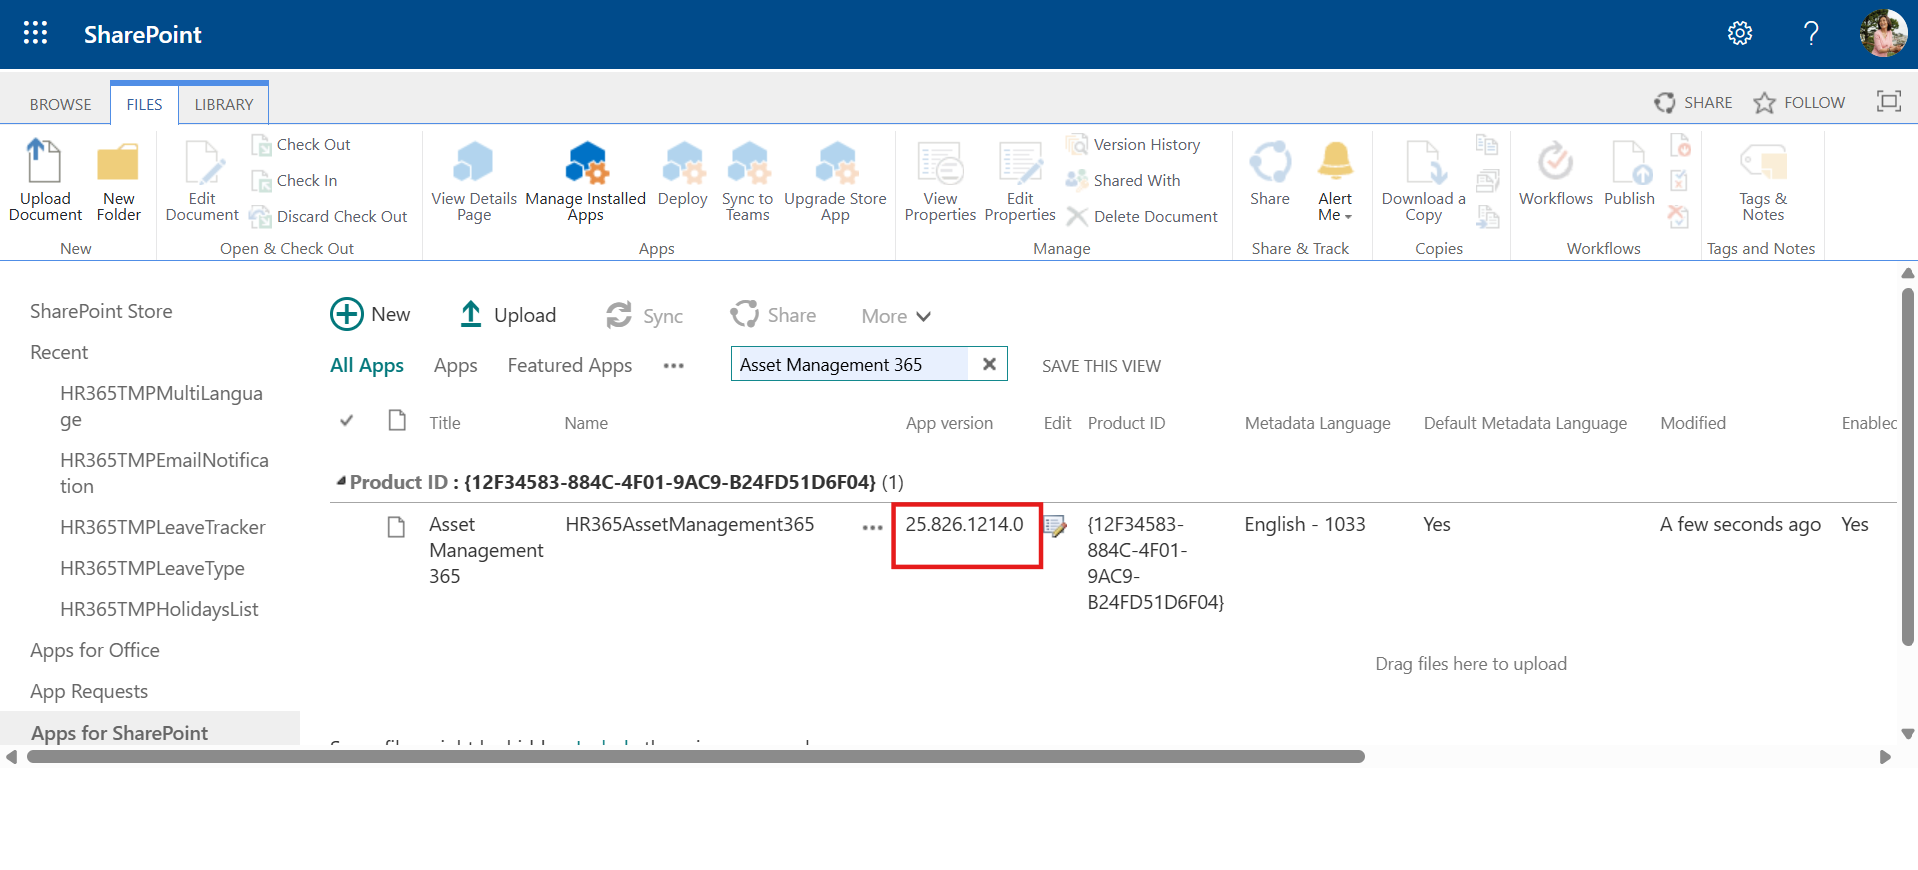 SharePoint
BROWSE
FILES
LIBRARY
SHARE
FOLLOW
Upload Document
New Folder
New
Edit Document
Check Out
Check In
Discard Check Out
Open & Check Out
View Details Page
Manage Installed Apps
Deploy
Sync to Teams
Upgrade Store App
Apps
View Properties
Edit Properties
Version History
Shared With
Delete Document
Manage
Share
Alert Me
Share & Track
Download a Copy
Copies
Workflows
Publish
Workflows
Tags & Notes
Tags and Notes
SharePoint Store
Recent
HR365TMPMultiLangua
ge
HR365TMPEmailNotifica
tion
HR365TMPLeaveTracker
HR365TMPLeaveType
HR365TMPHolidaysList
Apps for Office
App Requests
Apps for SharePoint
New
Upload
Sync
Share
More
All Apps
Apps
Featured Apps
Asset Management 365
SAVE THIS VIEW
Title
Name
App version
Edit
Product ID
Metadata Language
Default Metadata Language
Modified
Enabled
Product ID : {12F34583-884C-4F01-9AC9-B24FD51D6F04} (1)
Asset
Management
365
HR365AssetManagement365
25.826.1214.0
{12F34583-
884C-4F01-
9AC9-
B24FD51D6F04}
English - 1033
Yes
A few seconds ago
Yes
Drag files here to upload